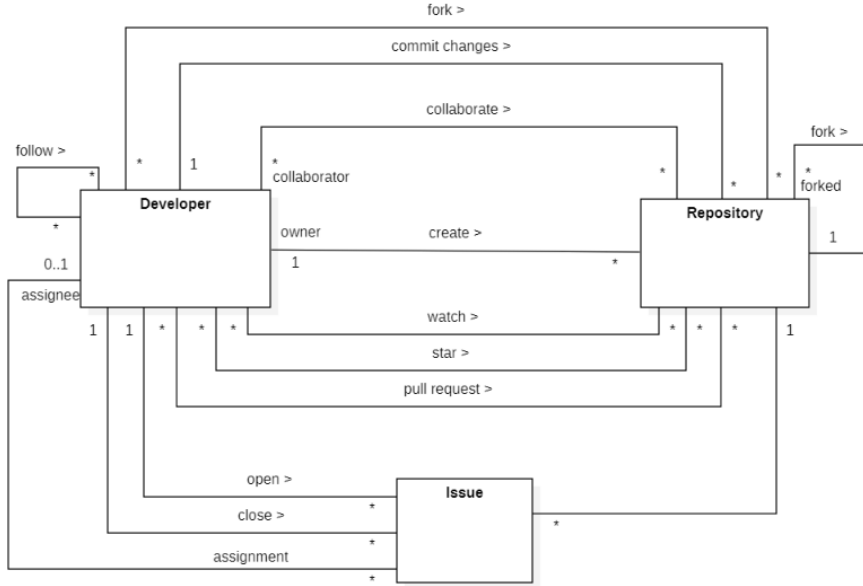 fork >
commit changes >
collaborate >
fork >
follow >
* * 1 * * * * *
collaborator
forked
Developer
Repository
*
owner
create >
1
1
*
0..1
assignee
watch >
1 1 * * * * * * 1
star >
pull request >
open >
Issue
*
close >
*
*
assignment
*